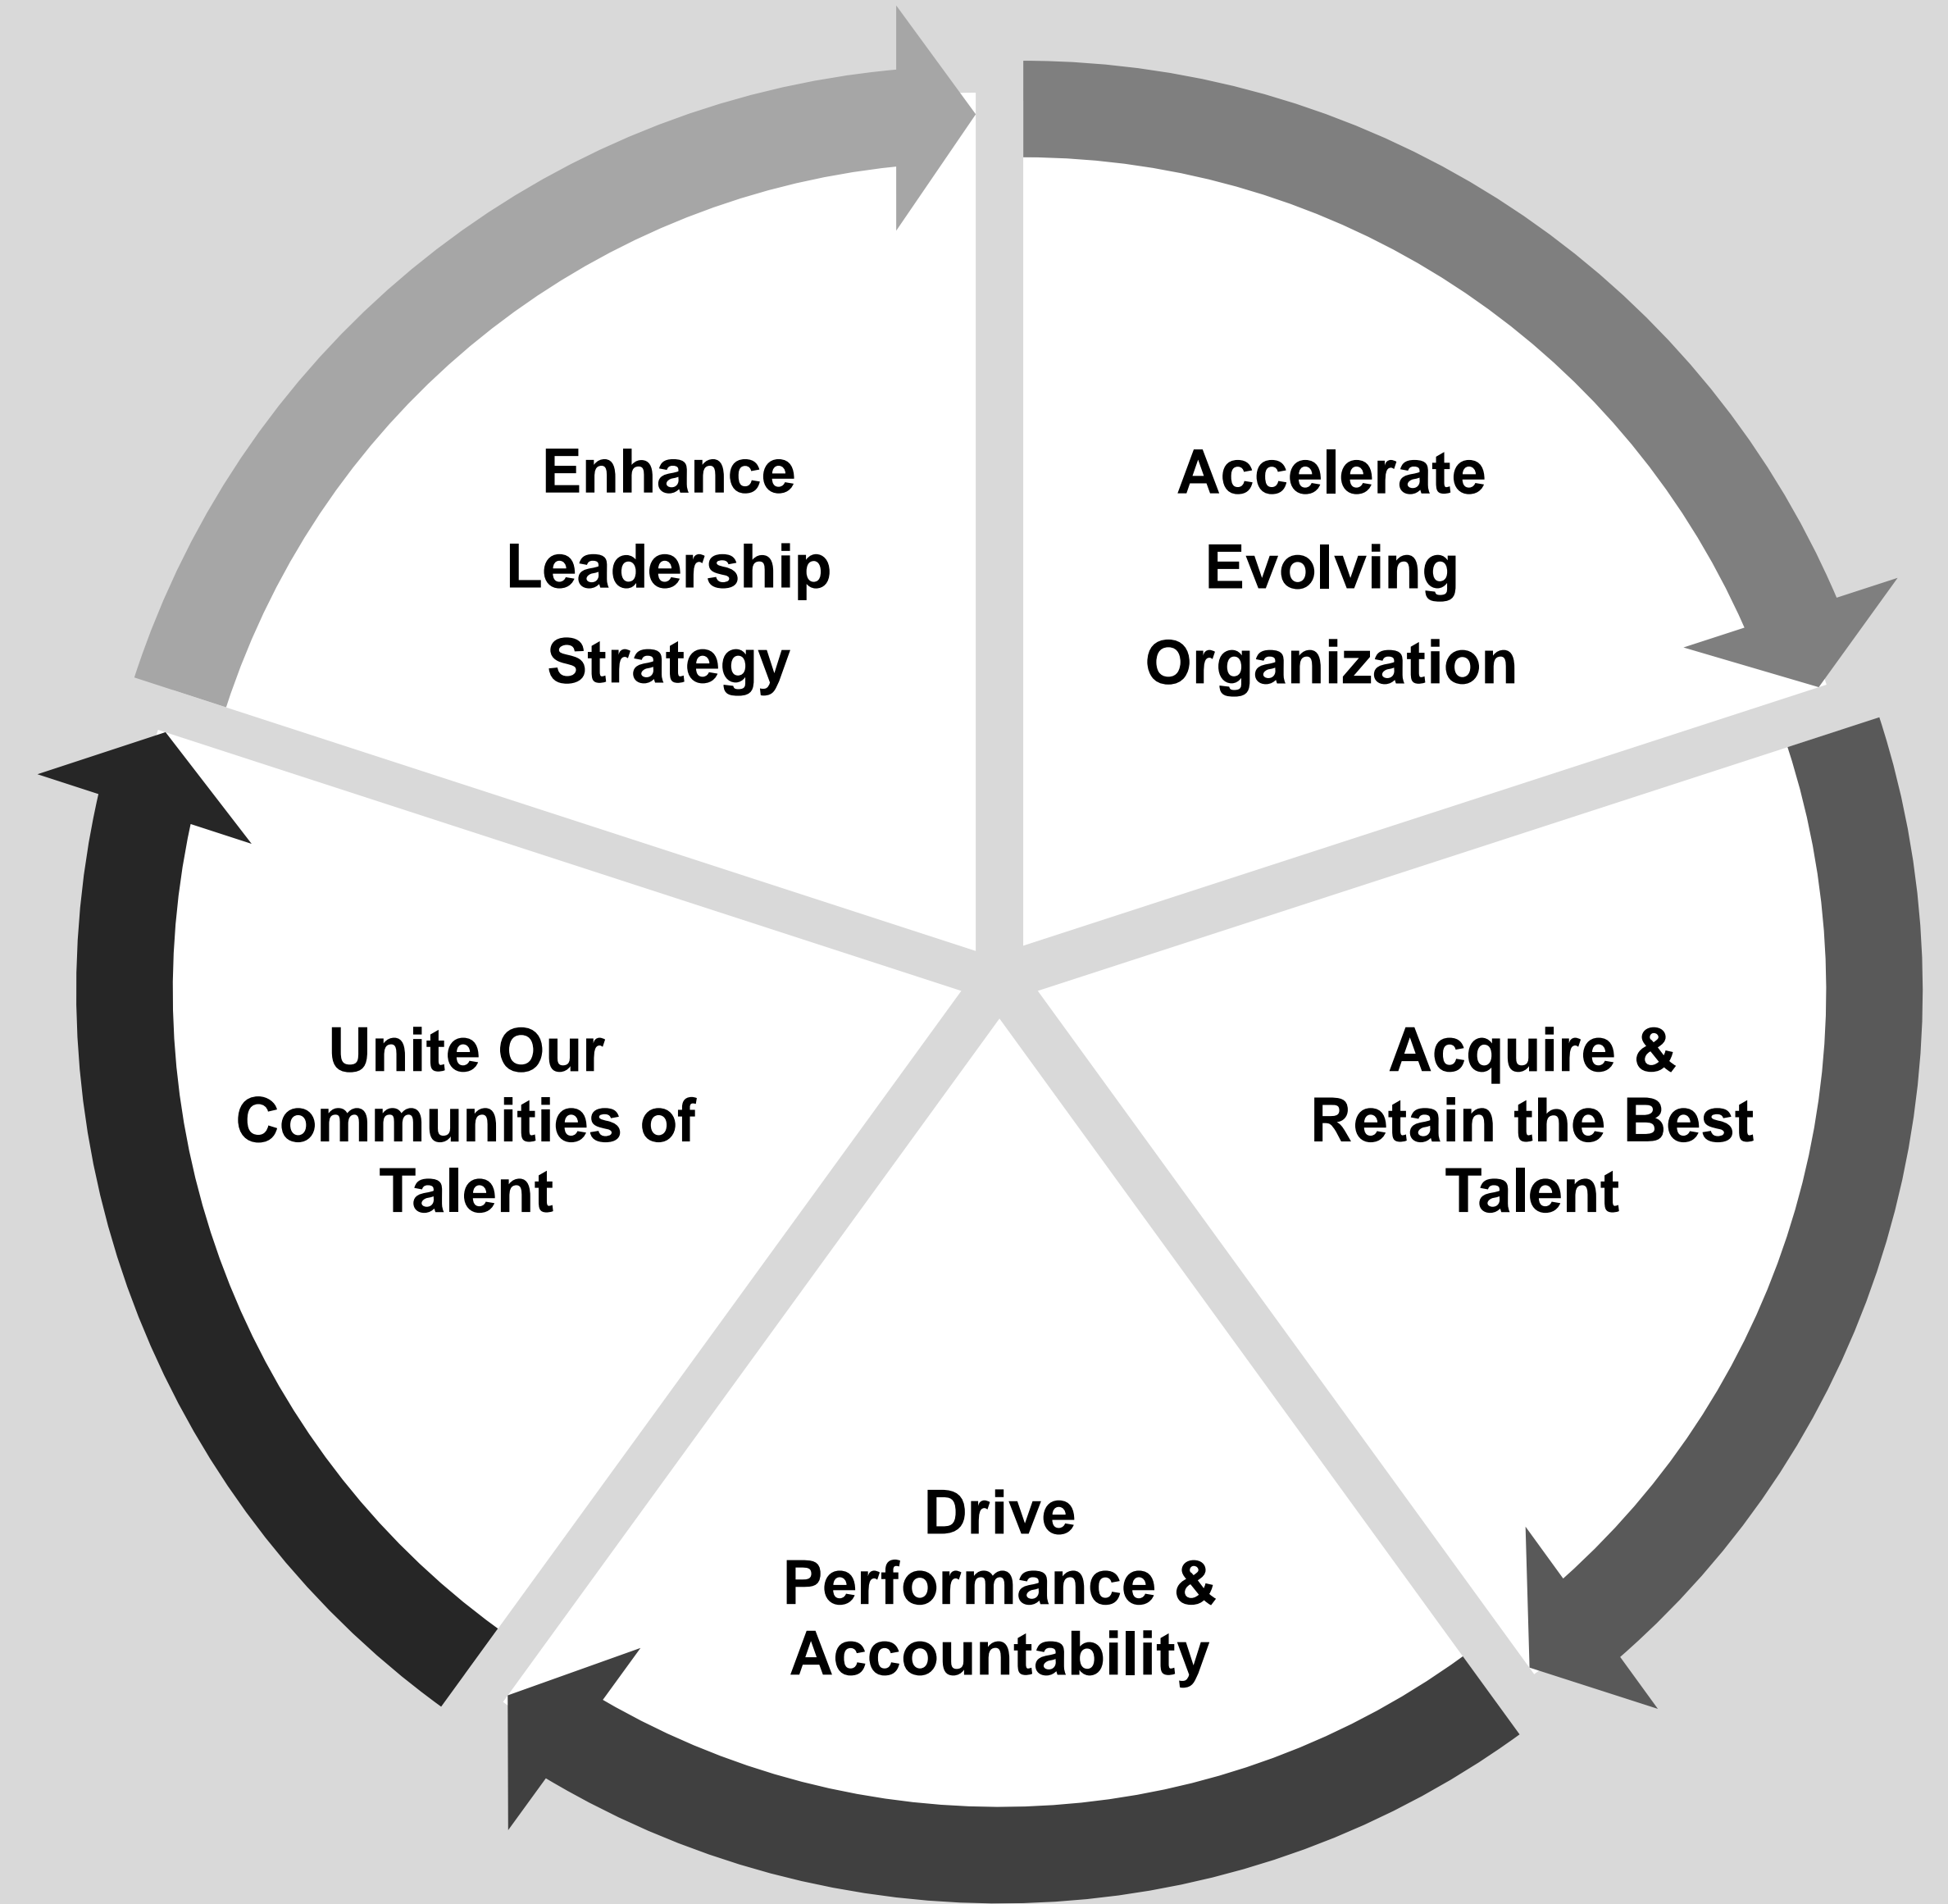 Enhance
Leadership
Strategy
Accelerate
Evolving
Organization
Unite Our
Communities of
Talent
Acquire &
Retain the Best
Talent
Drive
Performance &
Accountability